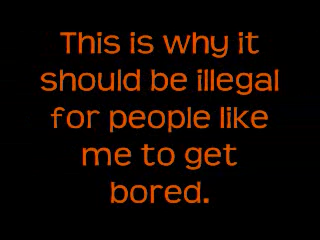 This is why it
should be illegal
for people like
me to get
bored.